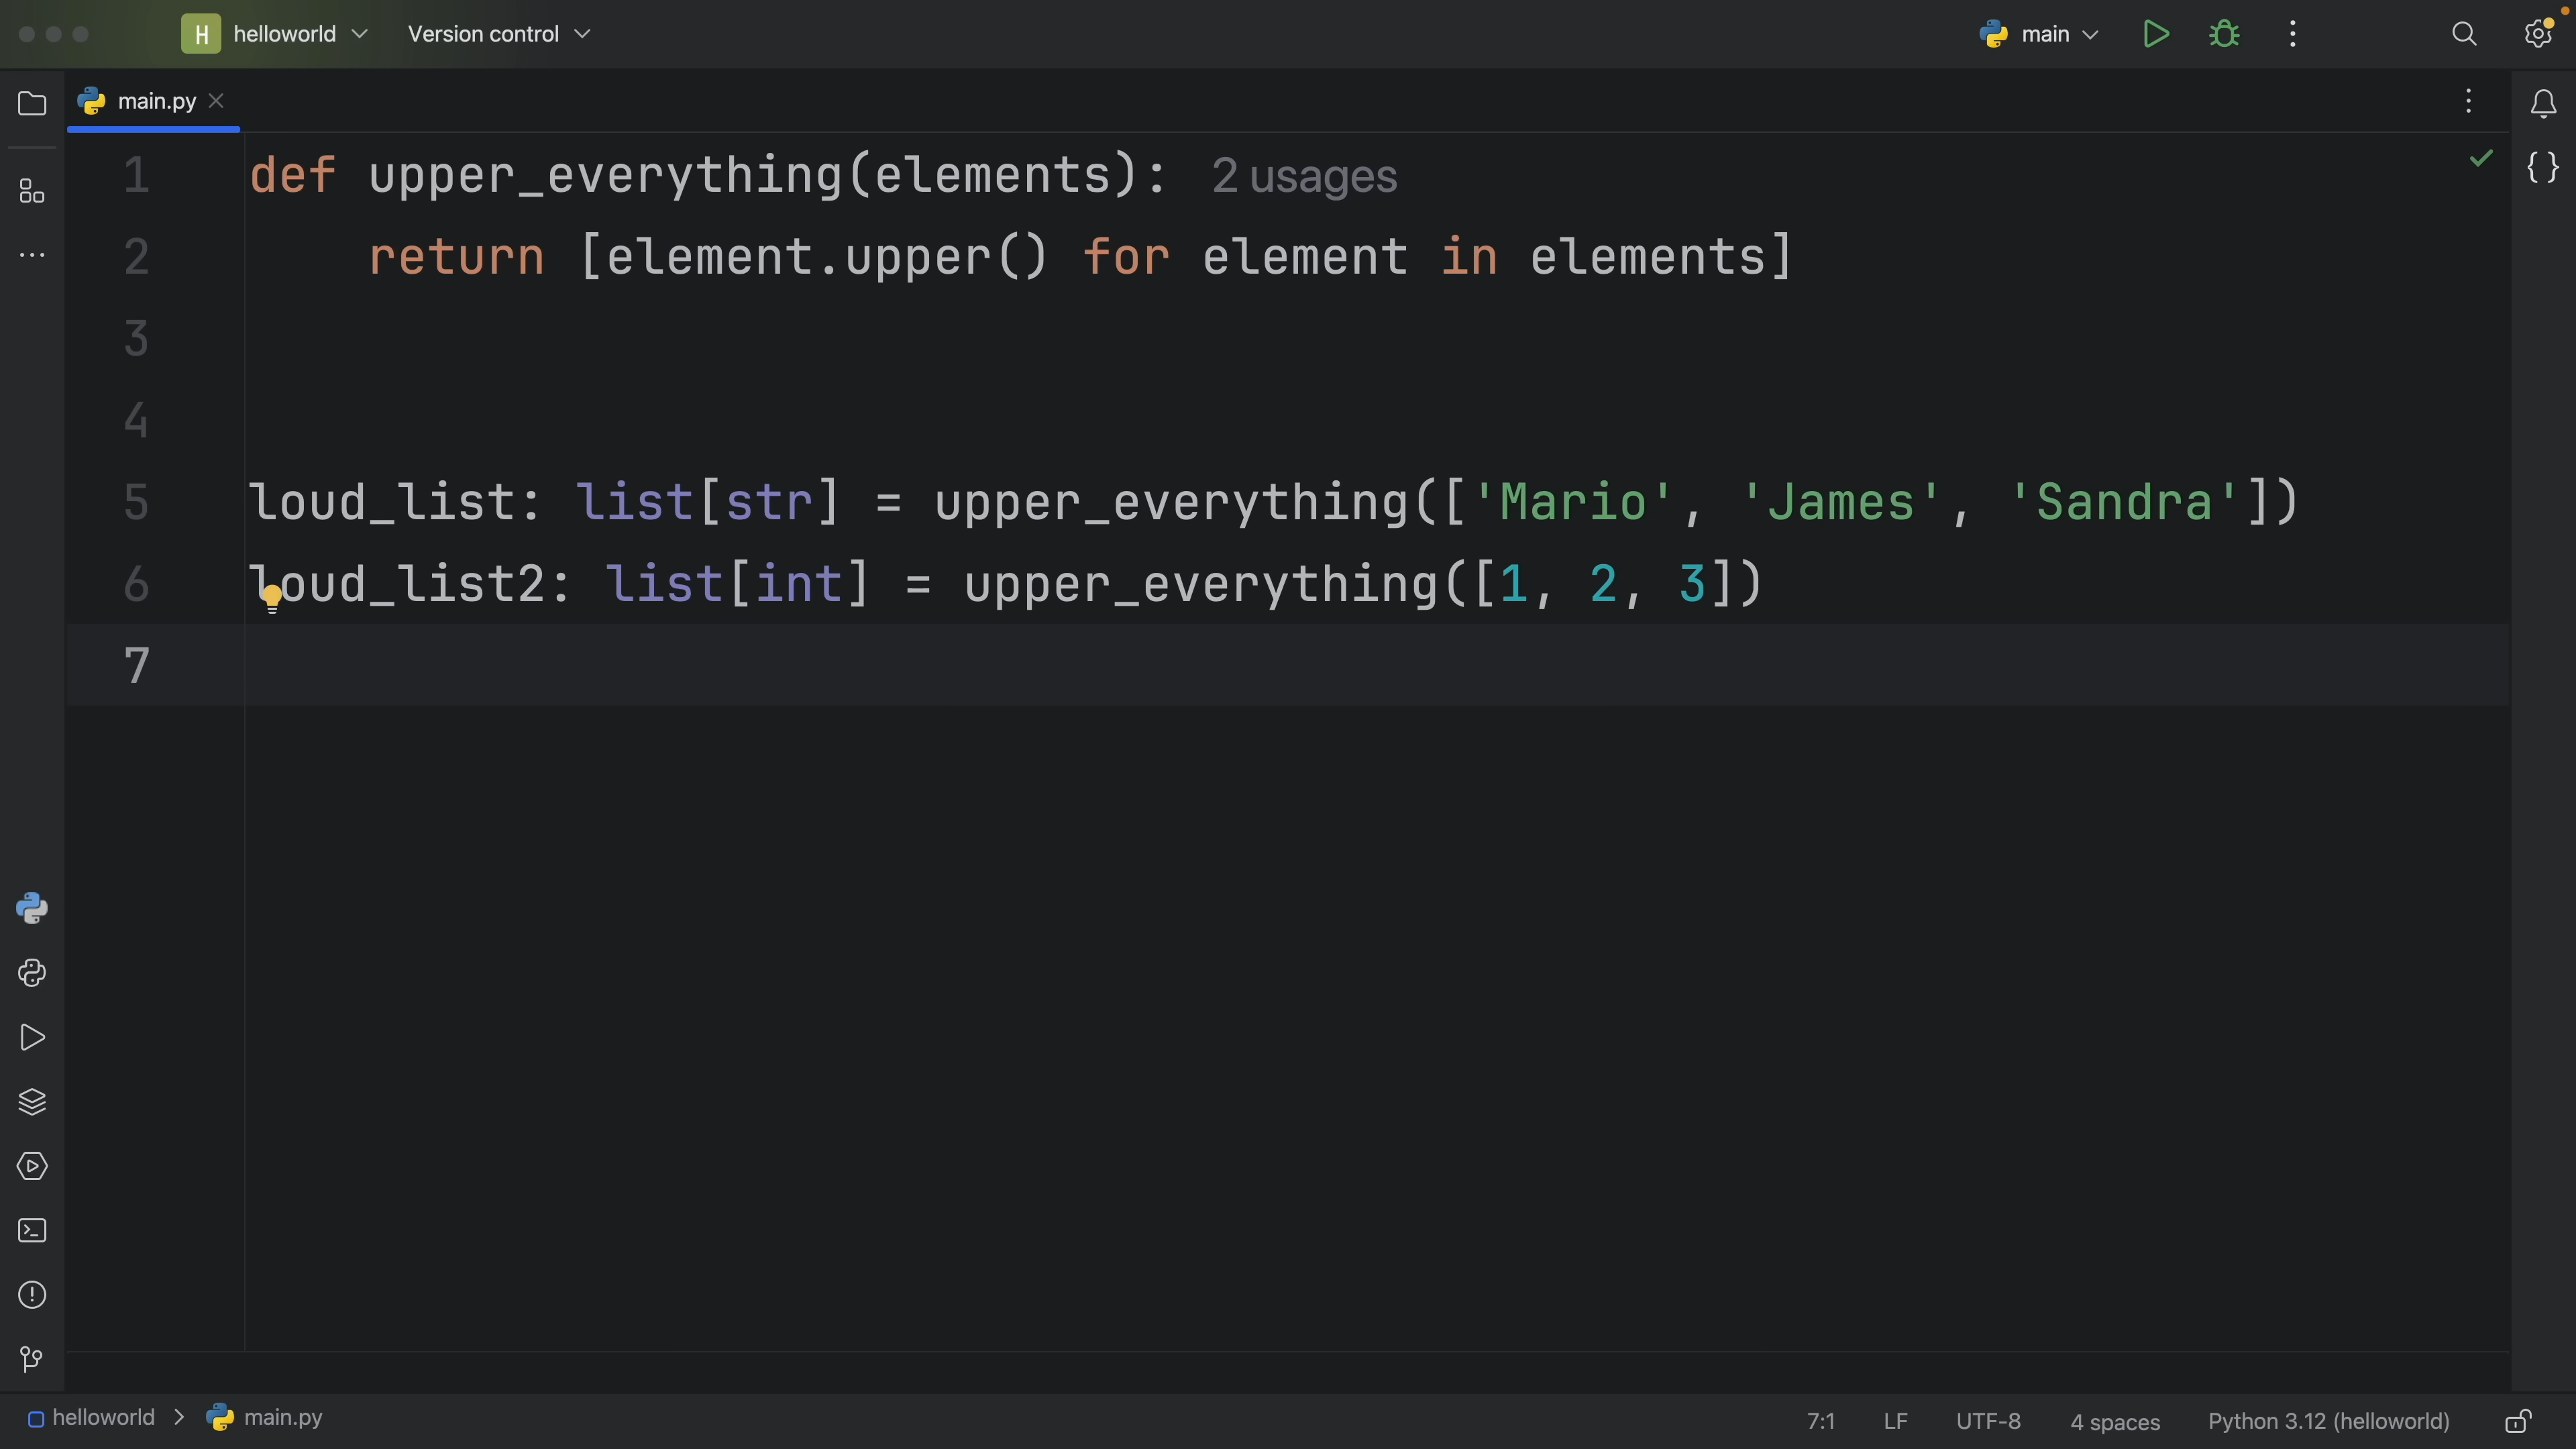 H helloworld Version control main
main.py
1 def upper_everything(elements): 2 usages
2     return [element.upper() for element in elements]
3
4
5 loud_list: list[str] = upper_everything(['Mario', 'James', 'Sandra'])
6 loud_list2: list[int] = upper_everything([1, 2, 3])
7
helloworld > main.py 7:1 LF UTF-8 4 spaces Python 3.12 (helloworld)